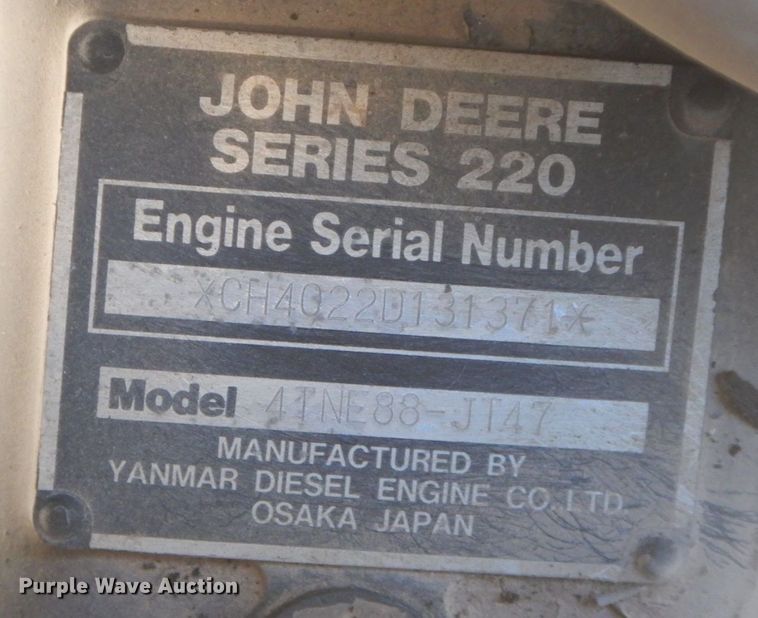 JOHN DEERE
SERIES 220
Engine Serial Number
*CH4022D131371*
Model 4TNE88-JT47
MANUFACTURED BY
YANMAR DIESEL ENGINE CO. LTD
OSAKA JAPAN
Purple Wave Auction